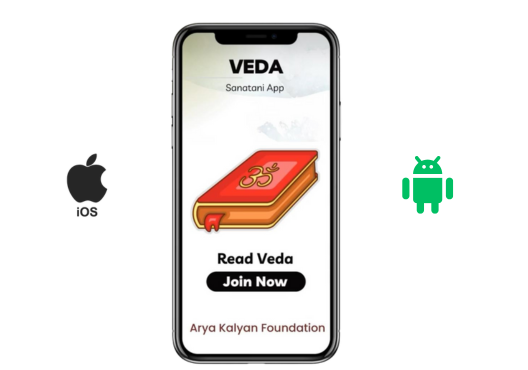 VEDA
Sanatani App
iOS
ॐ
Read Veda
Join Now
Arya Kalyan Foundation